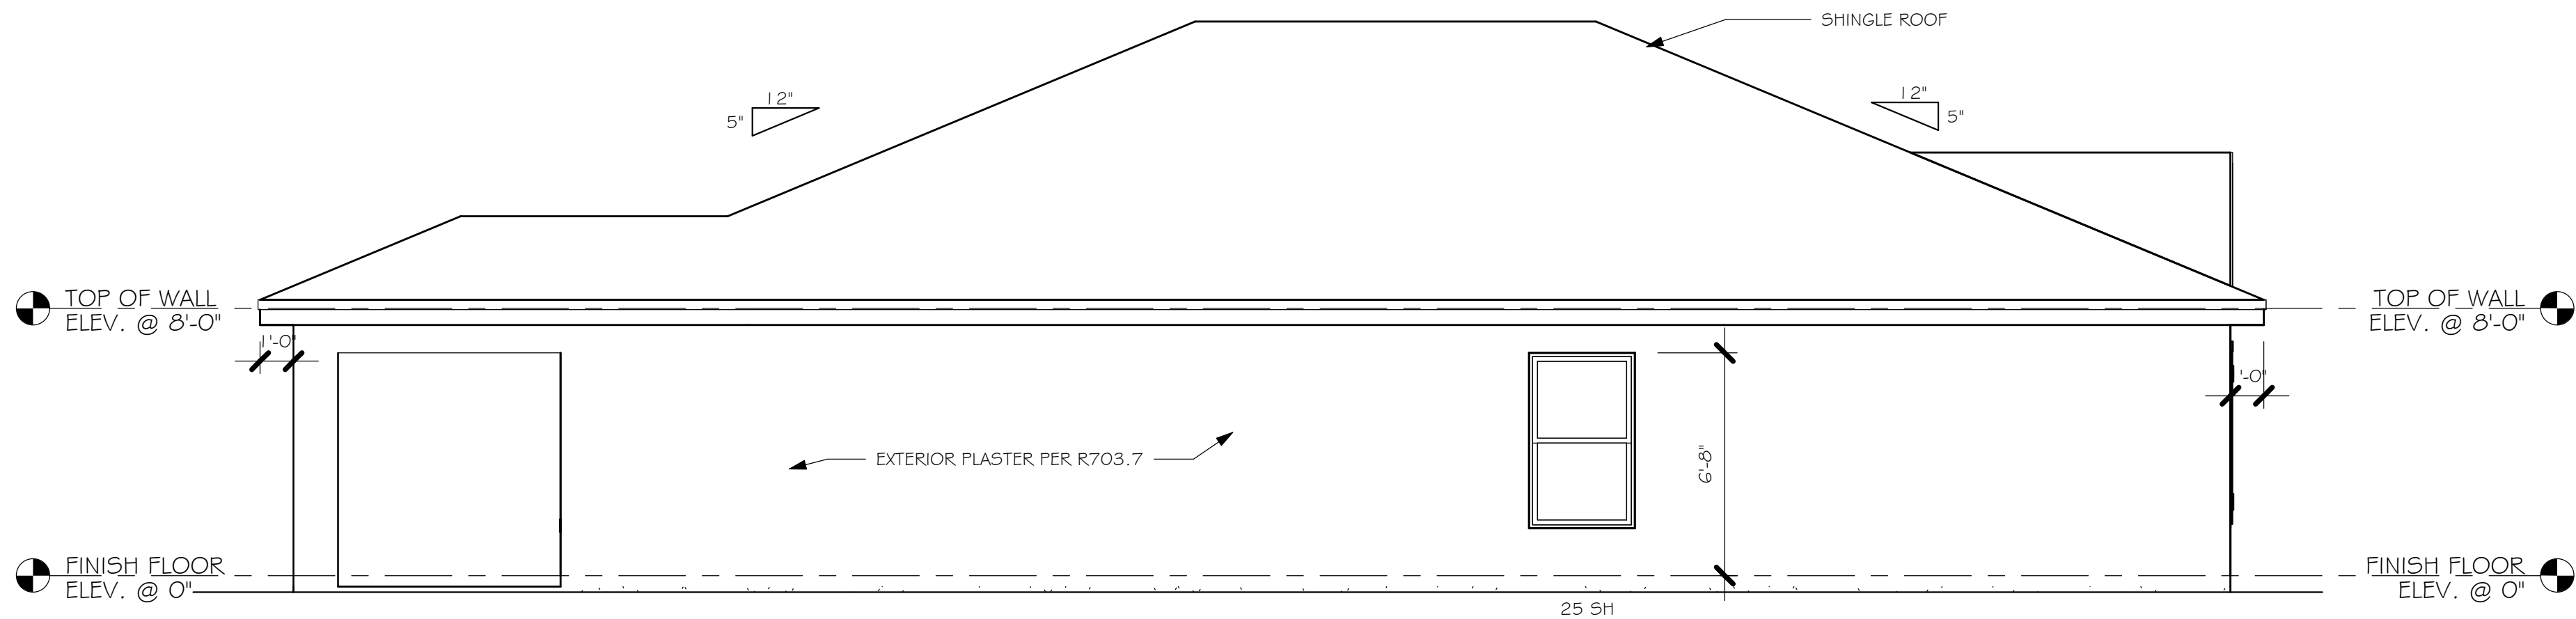 SHINGLE ROOF
12"
5"
12"
5"
TOP OF WALL
ELEV. @ 8'-0"
TOP OF WALL
ELEV. @ 8'-0"
1'-0"
'-0"
6'-8"
EXTERIOR PLASTER PER R703.7
FINISH FLOOR
ELEV. @ 0"
FINISH FLOOR
ELEV. @ 0"
25 SH